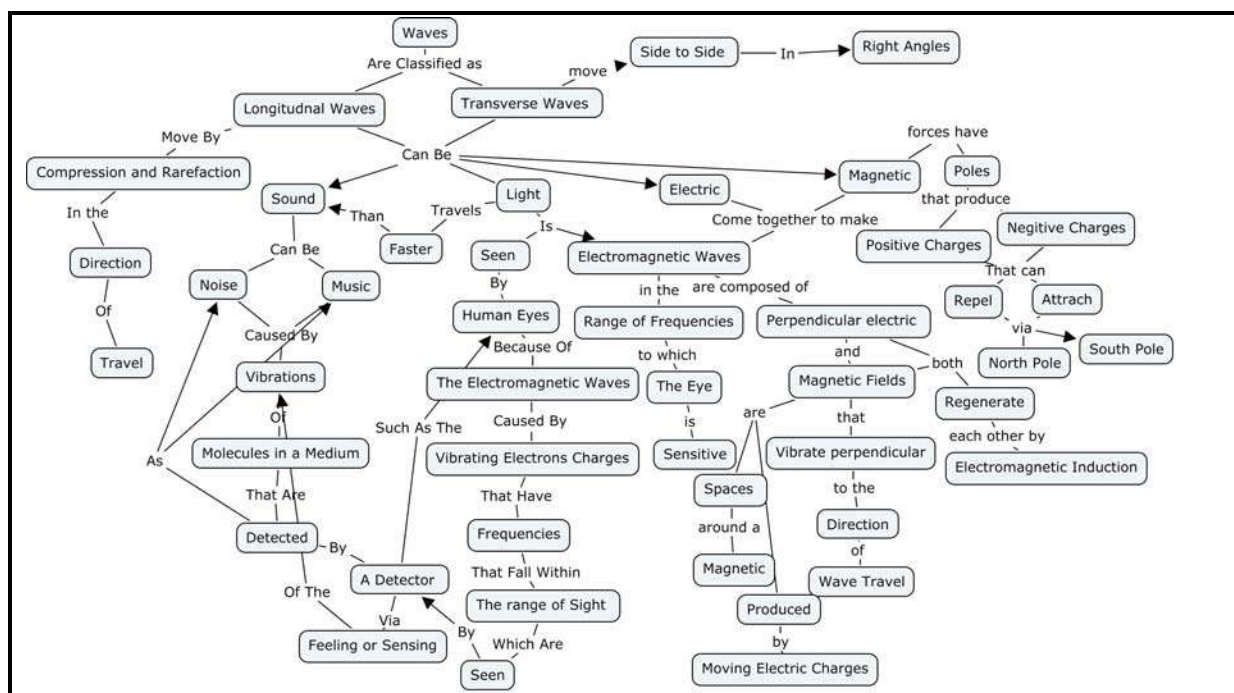 Waves
Are Classified as
Side to Side
In
Right Angles
move
Longitudnal Waves
Transverse Waves
Move By
Can Be
forces have
Compression and Rarefaction
Magnetic
Poles
Sound
Light
Electric
that produce
In the
Than
Travels
Come together to make
Negitive Charges
Faster
Is
Positive Charges
Can Be
Seen
Electromagnetic Waves
Direction
That can
Noise
Music
By
in the
are composed of
Repel
Attrach
Of
Human Eyes
Range of Frequencies
Perpendicular electric
via
Caused By
Because Of
to which
and
South Pole
Travel
North Pole
both
Vibrations
The Electromagnetic Waves
The Eye
Magnetic Fields
Regenerate
Of
Such As The
Caused By
is
are
that
each other by
As
Molecules in a Medium
Vibrating Electrons Charges
Sensitive
Vibrate perpendicular
Electromagnetic Induction
That Are
That Have
Spaces
to the
Detected
Frequencies
around a
Direction
By
of
That Fall Within
Magnetic
A Detector
Wave Travel
Of The
The range of Sight
Produced
Via
By
Which Are
by
Feeling or Sensing
Seen
Moving Electric Charges